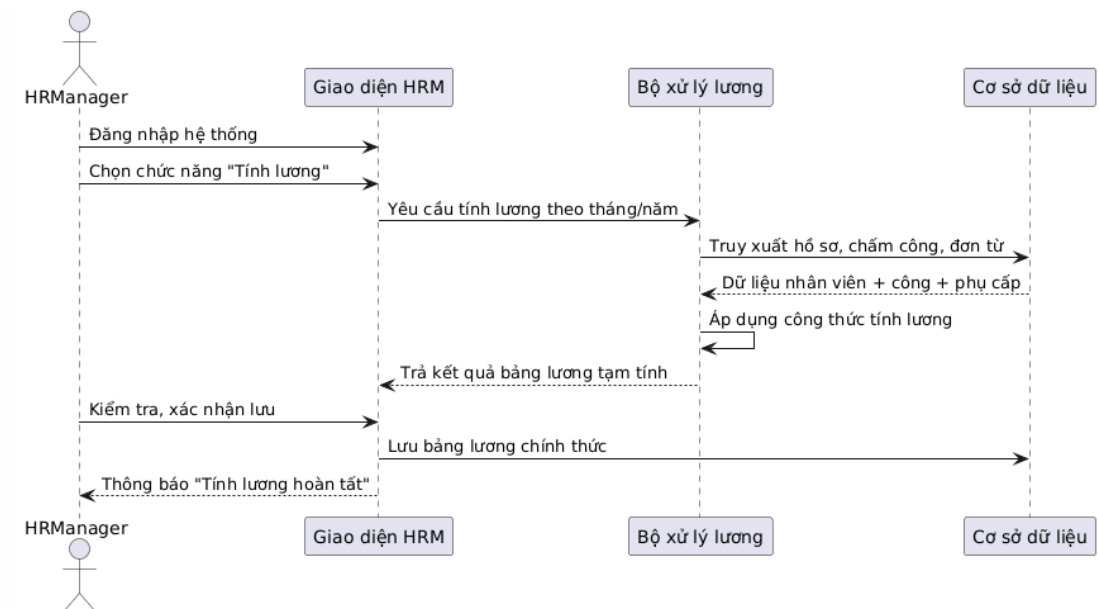 HRManager
Giao diện HRM
Bộ xử lý lương
Cơ sở dữ liệu
Đăng nhập hệ thống
Chọn chức năng "Tính lương"
Yêu cầu tính lương theo tháng/năm
Truy xuất hồ sơ, chấm công, đơn từ
Dữ liệu nhân viên + công + phụ cấp
Áp dụng công thức tính lương
Trả kết quả bảng lương tạm tính
Kiểm tra, xác nhận lưu
Lưu bảng lương chính thức
Thông báo "Tính lương hoàn tất"
HRManager
Giao diện HRM
Bộ xử lý lương
Cơ sở dữ liệu